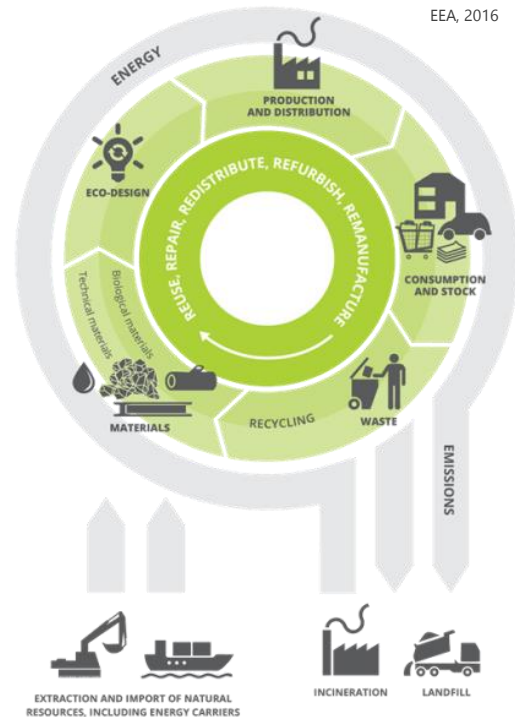 EEA, 2016
ENERGY
PRODUCTION
AND DISTRIBUTION
ECO-DESIGN
REUSE, REPAIR, REDISTRIBUTE, REFURBISH, REMANUFACTURE
CONSUMPTION
AND STOCK
Technical materials
Biological materials
MATERIALS
RECYCLING
WASTE
EMISSIONS
EXTRACTION AND IMPORT OF NATURAL
RESOURCES, INCLUDING ENERGY CARRIERS
INCINERATION
LANDFILL